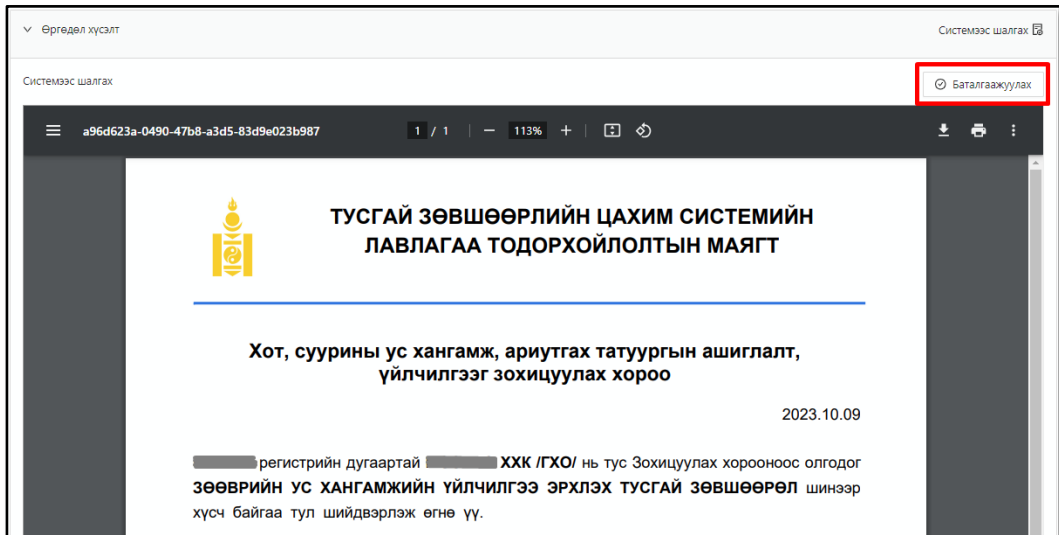 Өргөдөл хүсэлт
Системээс шалгах
Системээс шалгах
Баталгаажуулах
a96d623a-0490-47b8-a3d5-83d9e023b987
1 / 1
113%
ТУСГАЙ ЗӨВШӨӨРЛИЙН ЦАХИМ СИСТЕМИЙН
ЛАВЛАГАА ТОДОРХОЙЛОЛТЫН МАЯГТ
Хот, суурины ус хангамж, ариутгах татуургын ашиглалт,
үйлчилгээг зохицуулах хороо
2023.10.09
регистрийн дугаартай ХХК /ГХО/ нь тус Зохицуулах хорооноос олгодог
ЗӨӨВРИЙН УС ХАНГАМЖИЙН ҮЙЛЧИЛГЭЭ ЭРХЛЭХ ТУСГАЙ ЗӨВШӨӨРӨЛ шинээр
хүсч байгаа тул шийдвэрлэж өгнө үү.